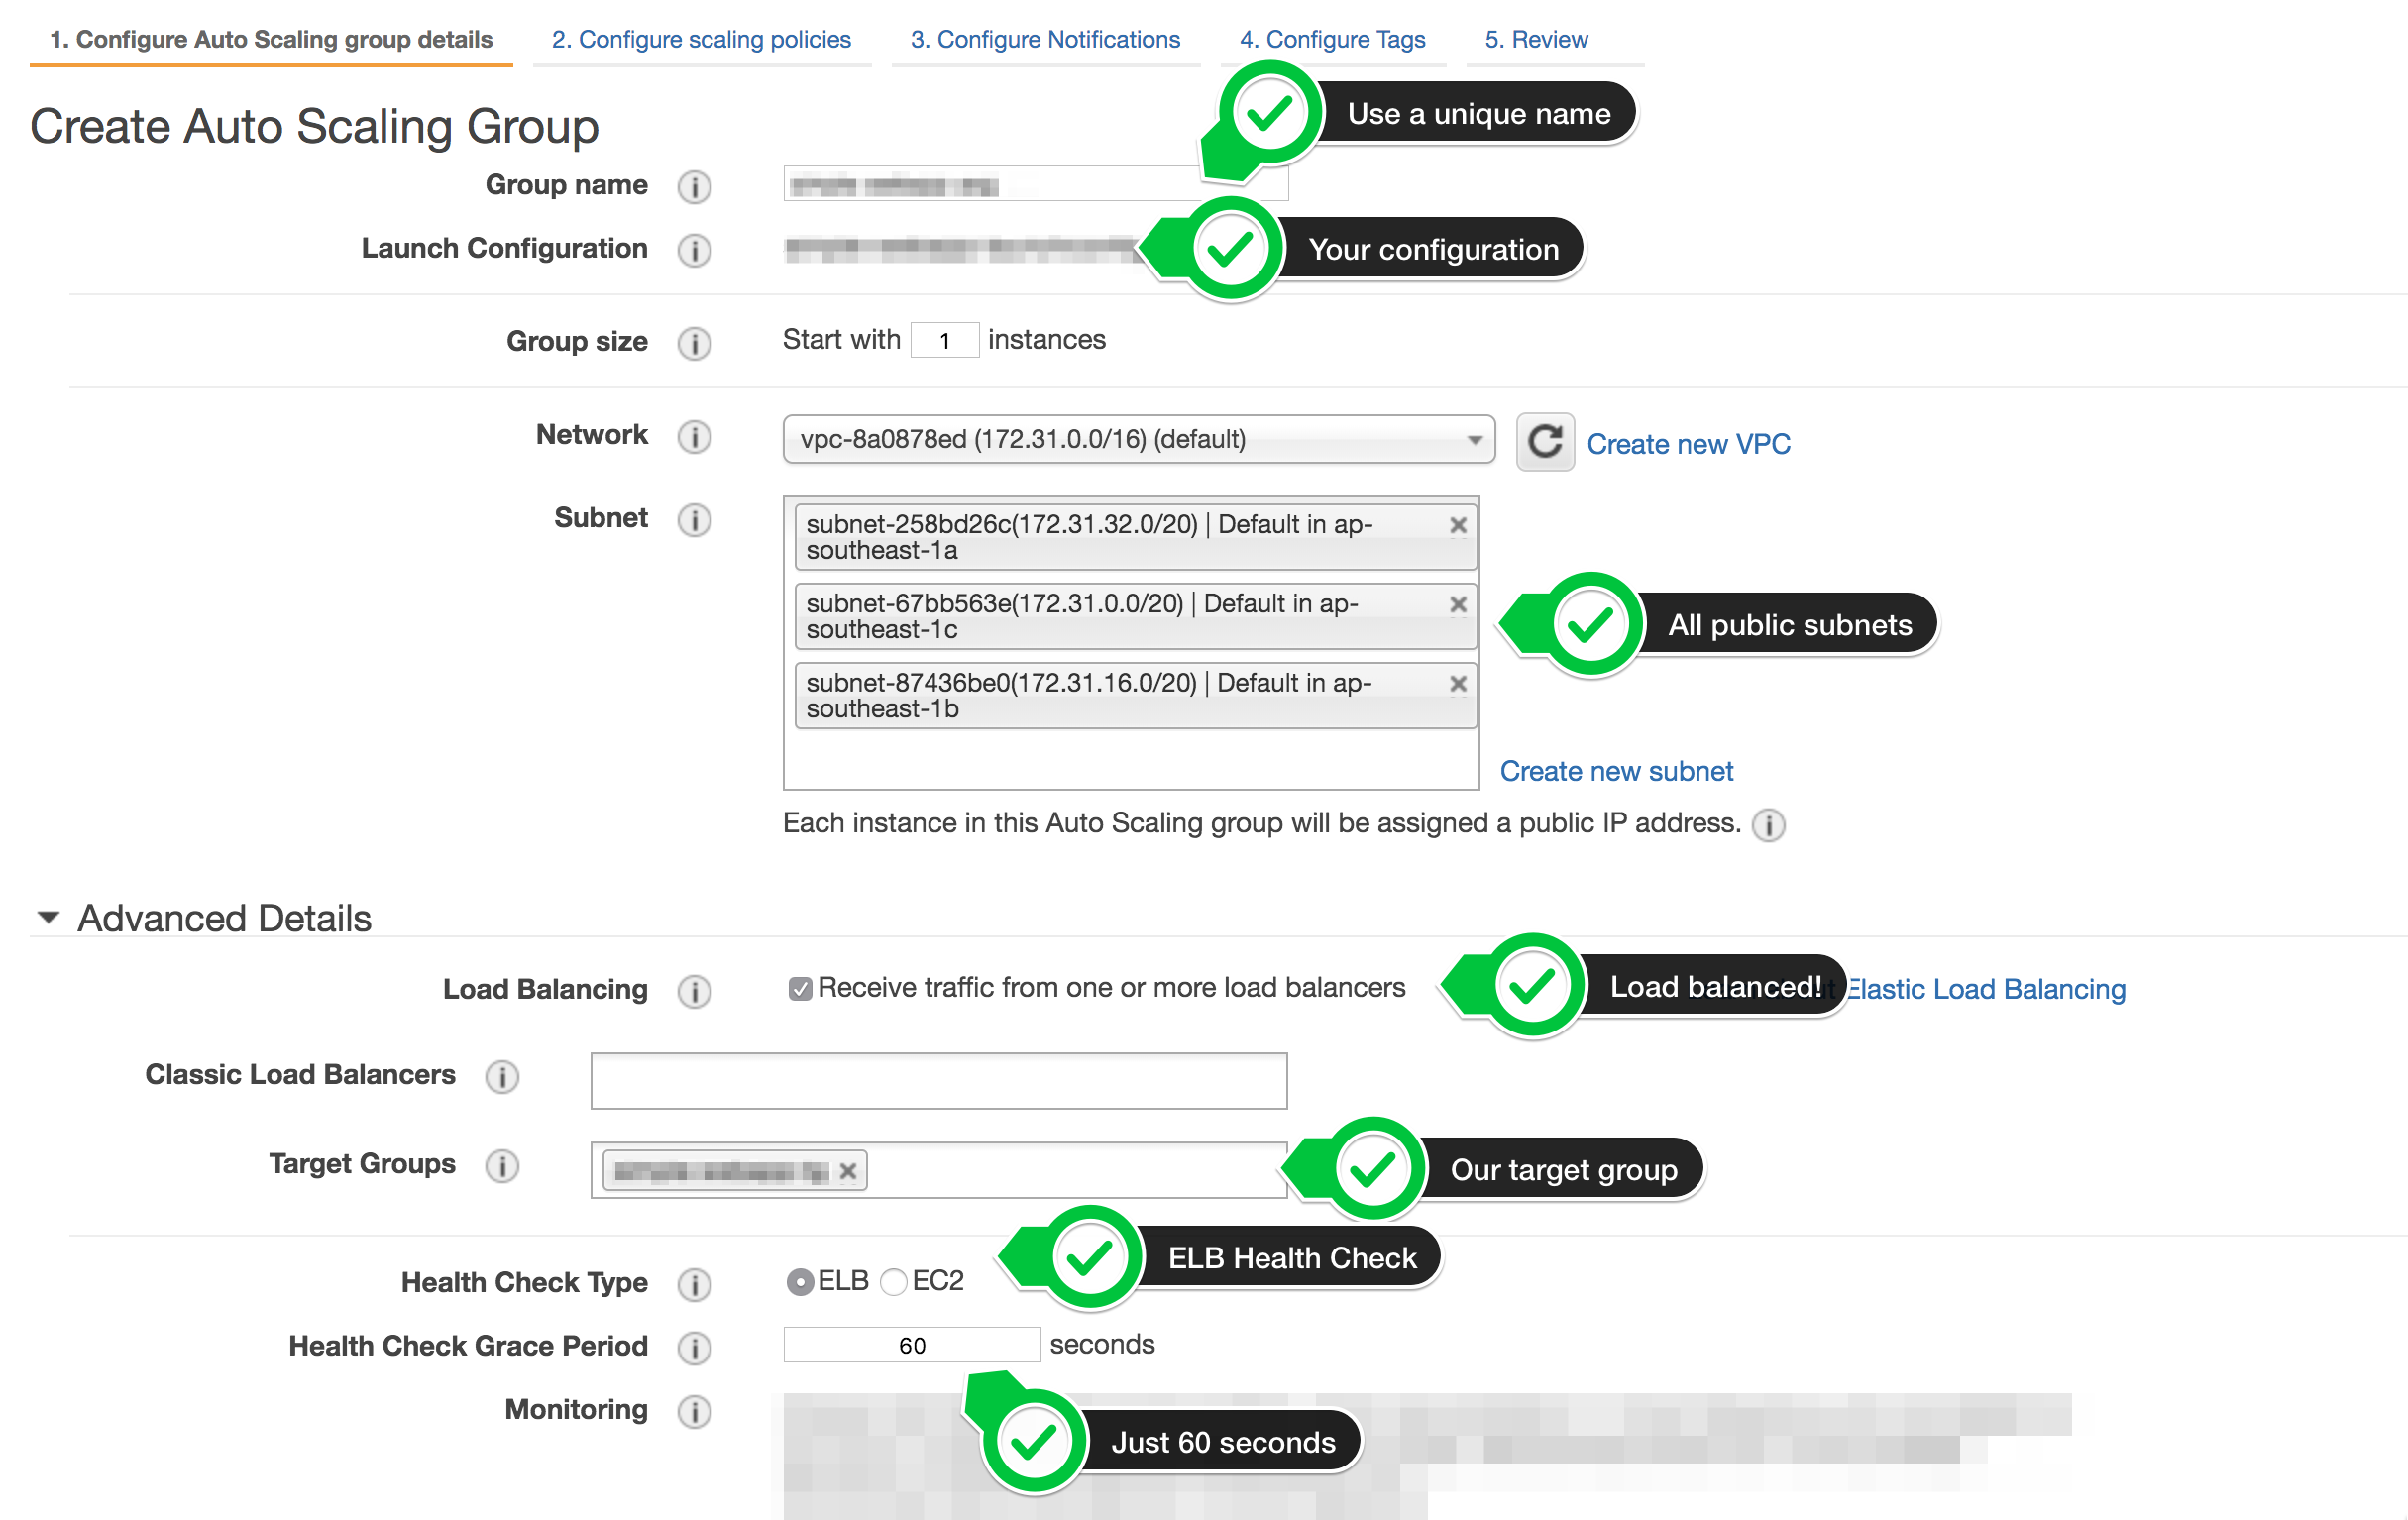 1. Configure Auto Scaling group details 2. Configure scaling policies 3. Configure Notifications 4. Configure Tags 5. Review
Use a unique name
Create Auto Scaling Group
Group name i
Launch Configuration i Your configuration
Group size i Start with 1 instances
Network i vpc-8a0878ed (172.31.0.0/16) (default) Create new VPC
Subnet i subnet-258bd26c(172.31.32.0/20) | Default in ap-
southeast-1a
subnet-67bb563e(172.31.0.0/20) | Default in ap-
southeast-1c
All public subnets
subnet-87436be0(172.31.16.0/20) | Default in ap-
southeast-1b
Create new subnet
Each instance in this Auto Scaling group will be assigned a public IP address. i
Advanced Details
Load Balancing i Receive traffic from one or more load balancers Load balanced! Elastic Load Balancing
Classic Load Balancers i
Target Groups i Our target group
ELB Health Check
Health Check Type i ELB EC2
Health Check Grace Period i 60 seconds
Monitoring i
Just 60 seconds